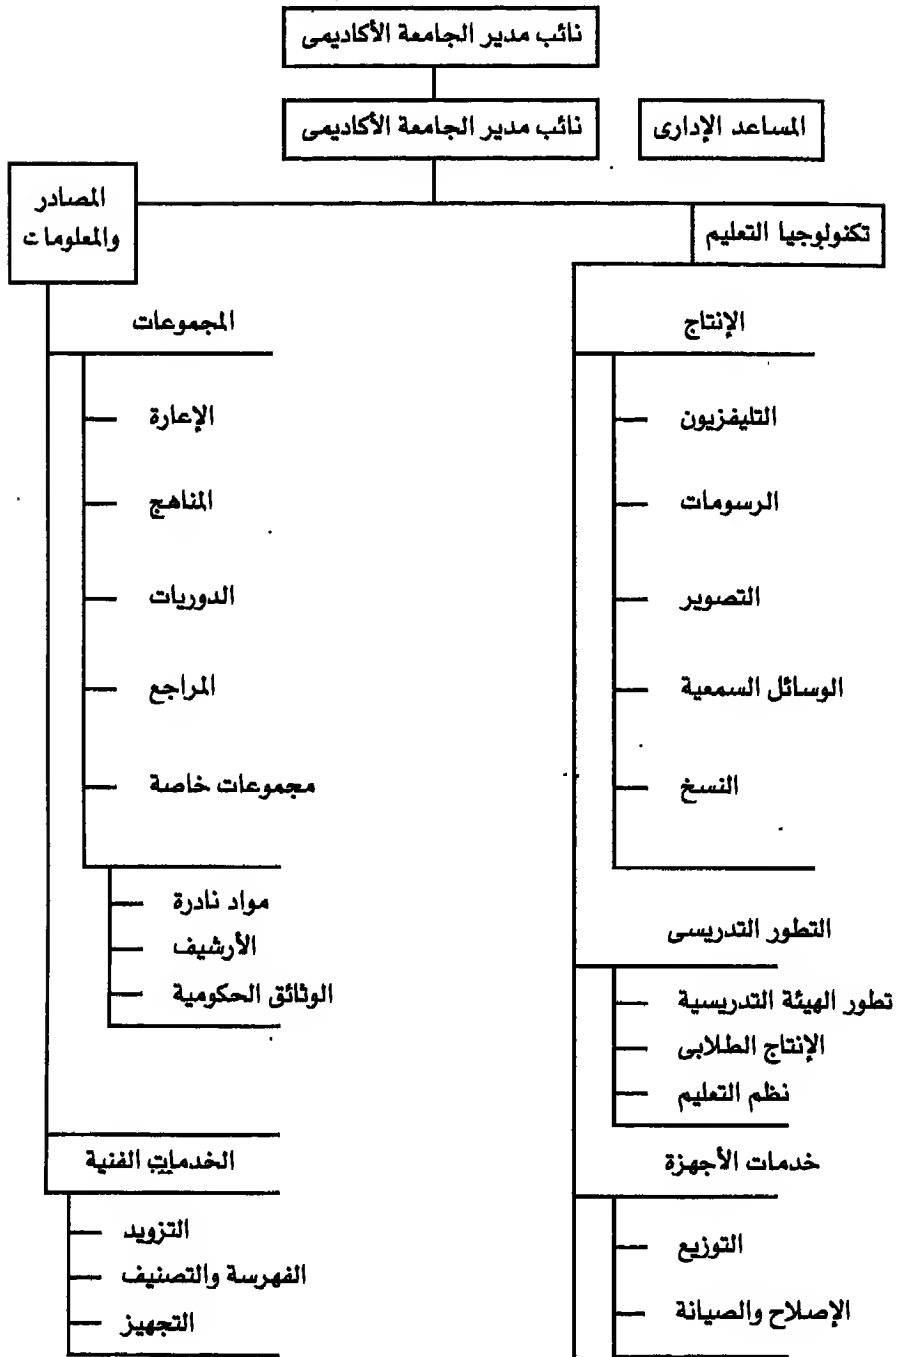 نائب مدير الجامعة الأكاديمى
نائب مدير الجامعة الأكاديمى
المساعد الإدارى
تكنولوجيا التعليم
الإنتاج
التليفزيون
الرسومات
التصوير
الوسائل السمعية
النسخ
التطور التدريسى
تطور الهيئة التدريسية
الإنتاج الطلابى
نظم التعليم
خدمات الأجهزة
التوزيع
الإصلاح والصيانة
المصادر
والمعلومات
المجموعات
الإعارة
المناهج
الدوريات
المراجع
مجموعات خاصة
مواد نادرة
الأرشيف
الوثائق الحكومية
الخدمات الفنية
التزويد
الفهرسة والتصنيف
التجهيز